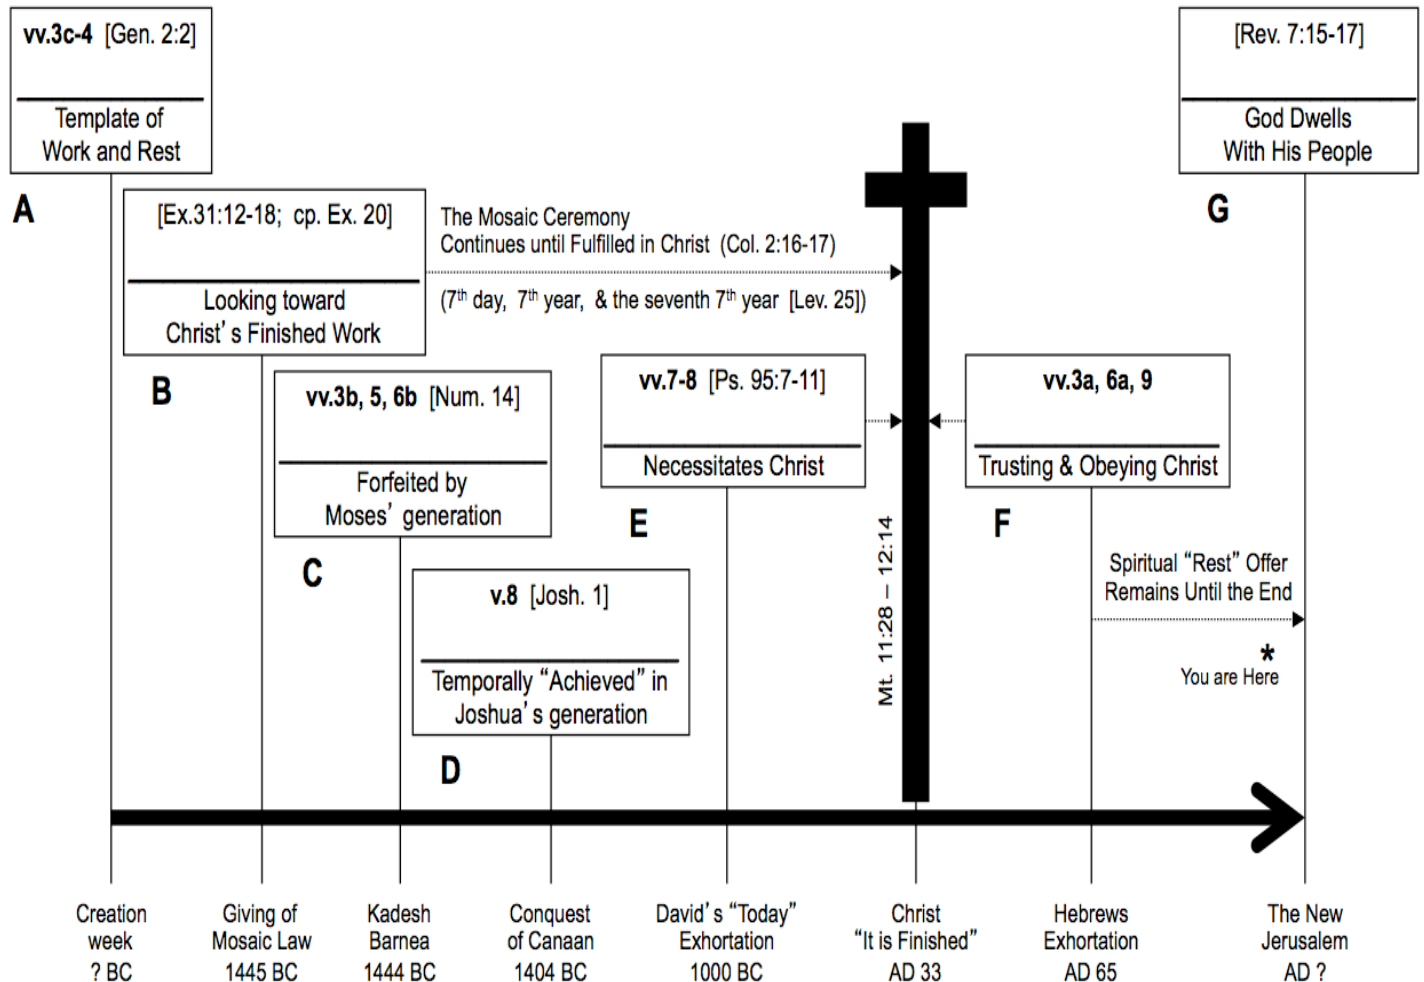 vv.3c-4 [Gen. 2:2]
Template of
Work and Rest
A
[Ex.31:12-18; cp. Ex. 20]
Looking toward
Christ's Finished Work
B
The Mosaic Ceremony
Continues until Fulfilled in Christ (Col. 2:16-17)
(7th day, 7th year, & the seventh 7th year [Lev. 25])
vv.3b, 5, 6b [Num. 14]
Forfeited by
Moses' generation
C
v.8 [Josh. 1]
Temporally “Achieved” in
Joshua's generation
D
vv.7-8 [Ps. 95:7-11]
Necessitates Christ
E
Mt. 11:28 – 12:14
vv.3a, 6a, 9
Trusting & Obeying Christ
F
Spiritual “Rest” Offer
Remains Until the End
*
You are Here
[Rev. 7:15-17]
God Dwells
With His People
G
Creation
week
? BC
Giving of
Mosaic Law
1445 BC
Kadesh
Barnea
1444 BC
Conquest
of Canaan
1404 BC
David's “Today”
Exhortation
1000 BC
Christ
“It is Finished”
AD 33
Hebrews
Exhortation
AD 65
The New
Jerusalem
AD ?